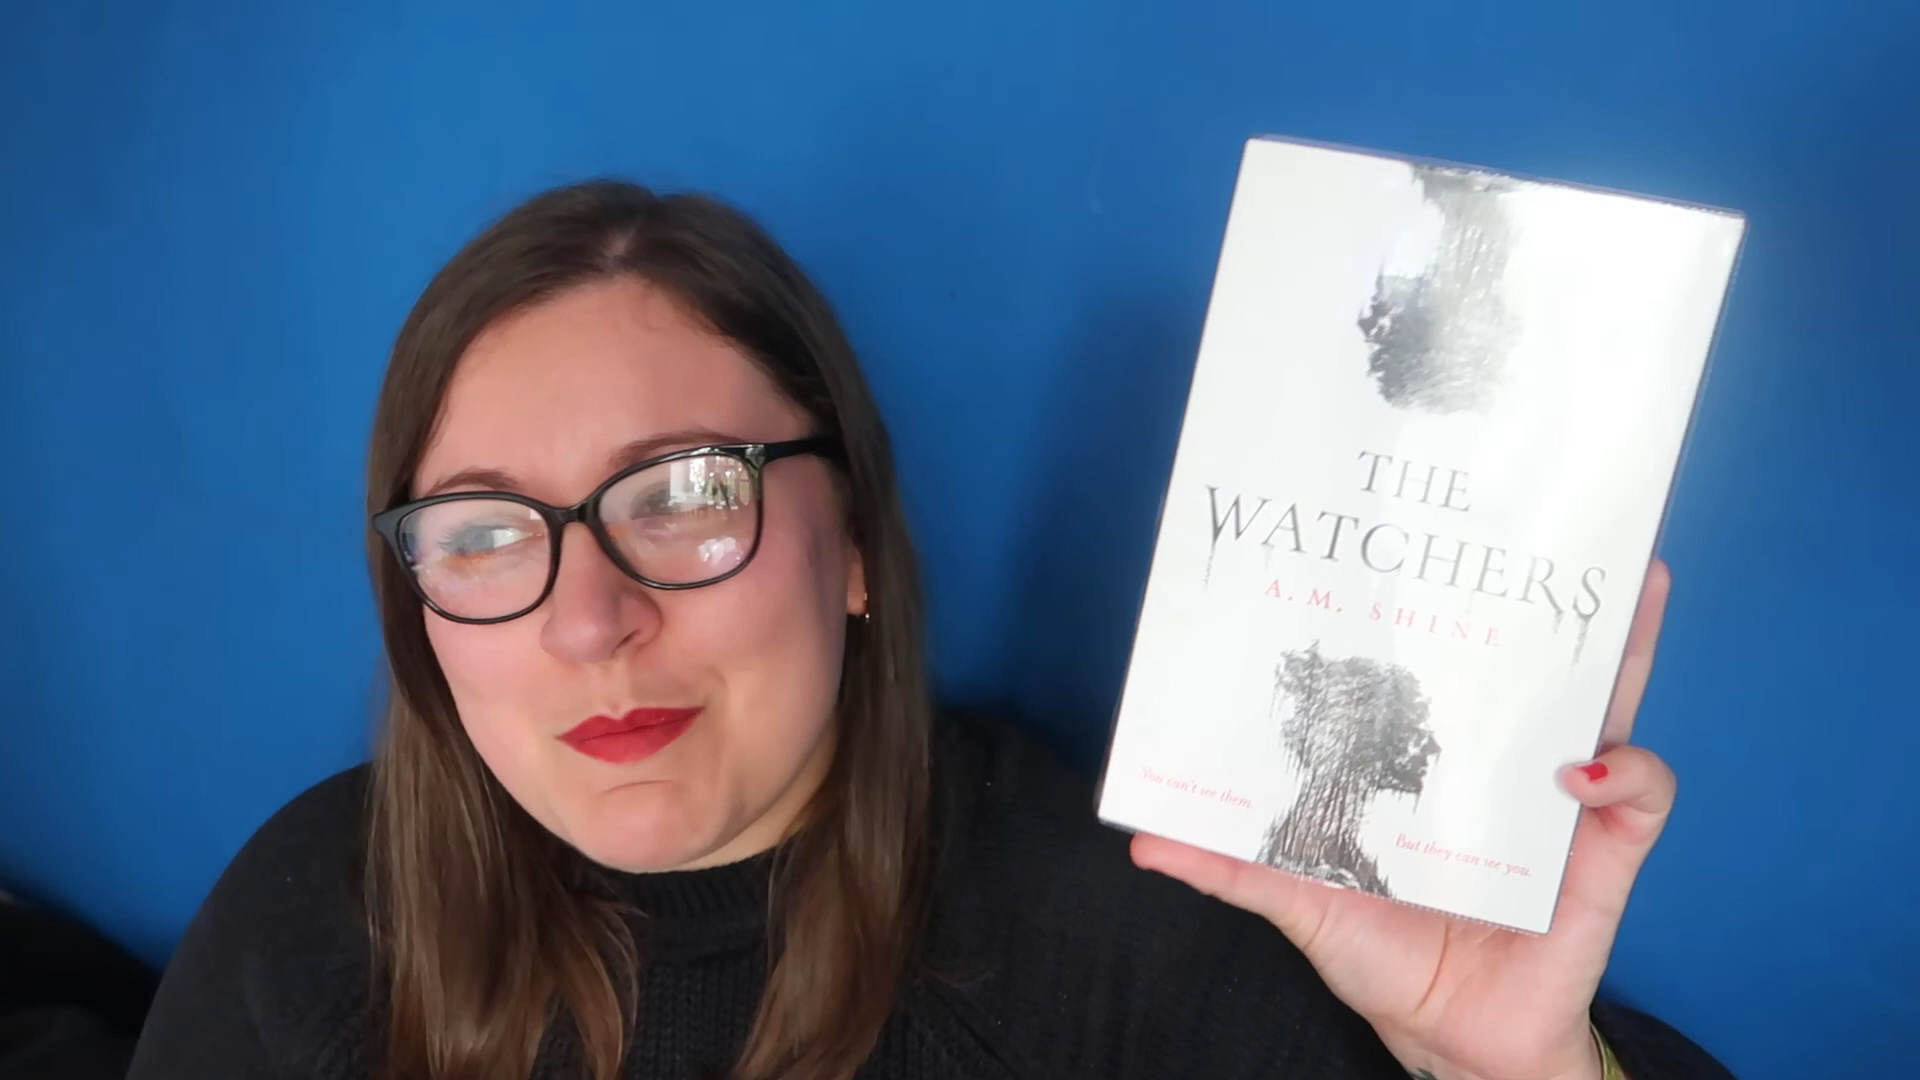 THE
WATCHERS
A. M. SHINE
You can't see them.
But they can see you.